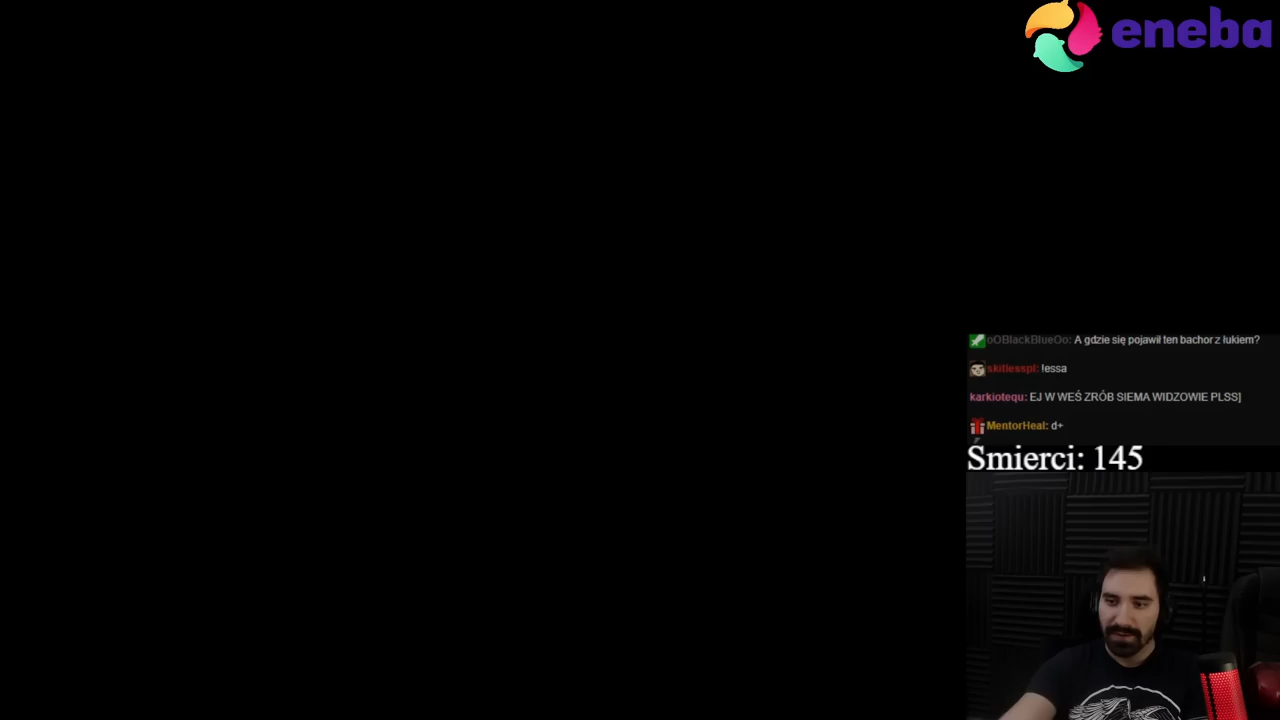 eneba
oOBlackBlueOo: A gdzie się pojawił ten bachor z łukiem?
skitlesspl: !essa
karkiotequ: EJ W WEŚ ZRÓB SIEMA WIDZOWIE PLSS]
MentorHeal: d+
Smierci: 145